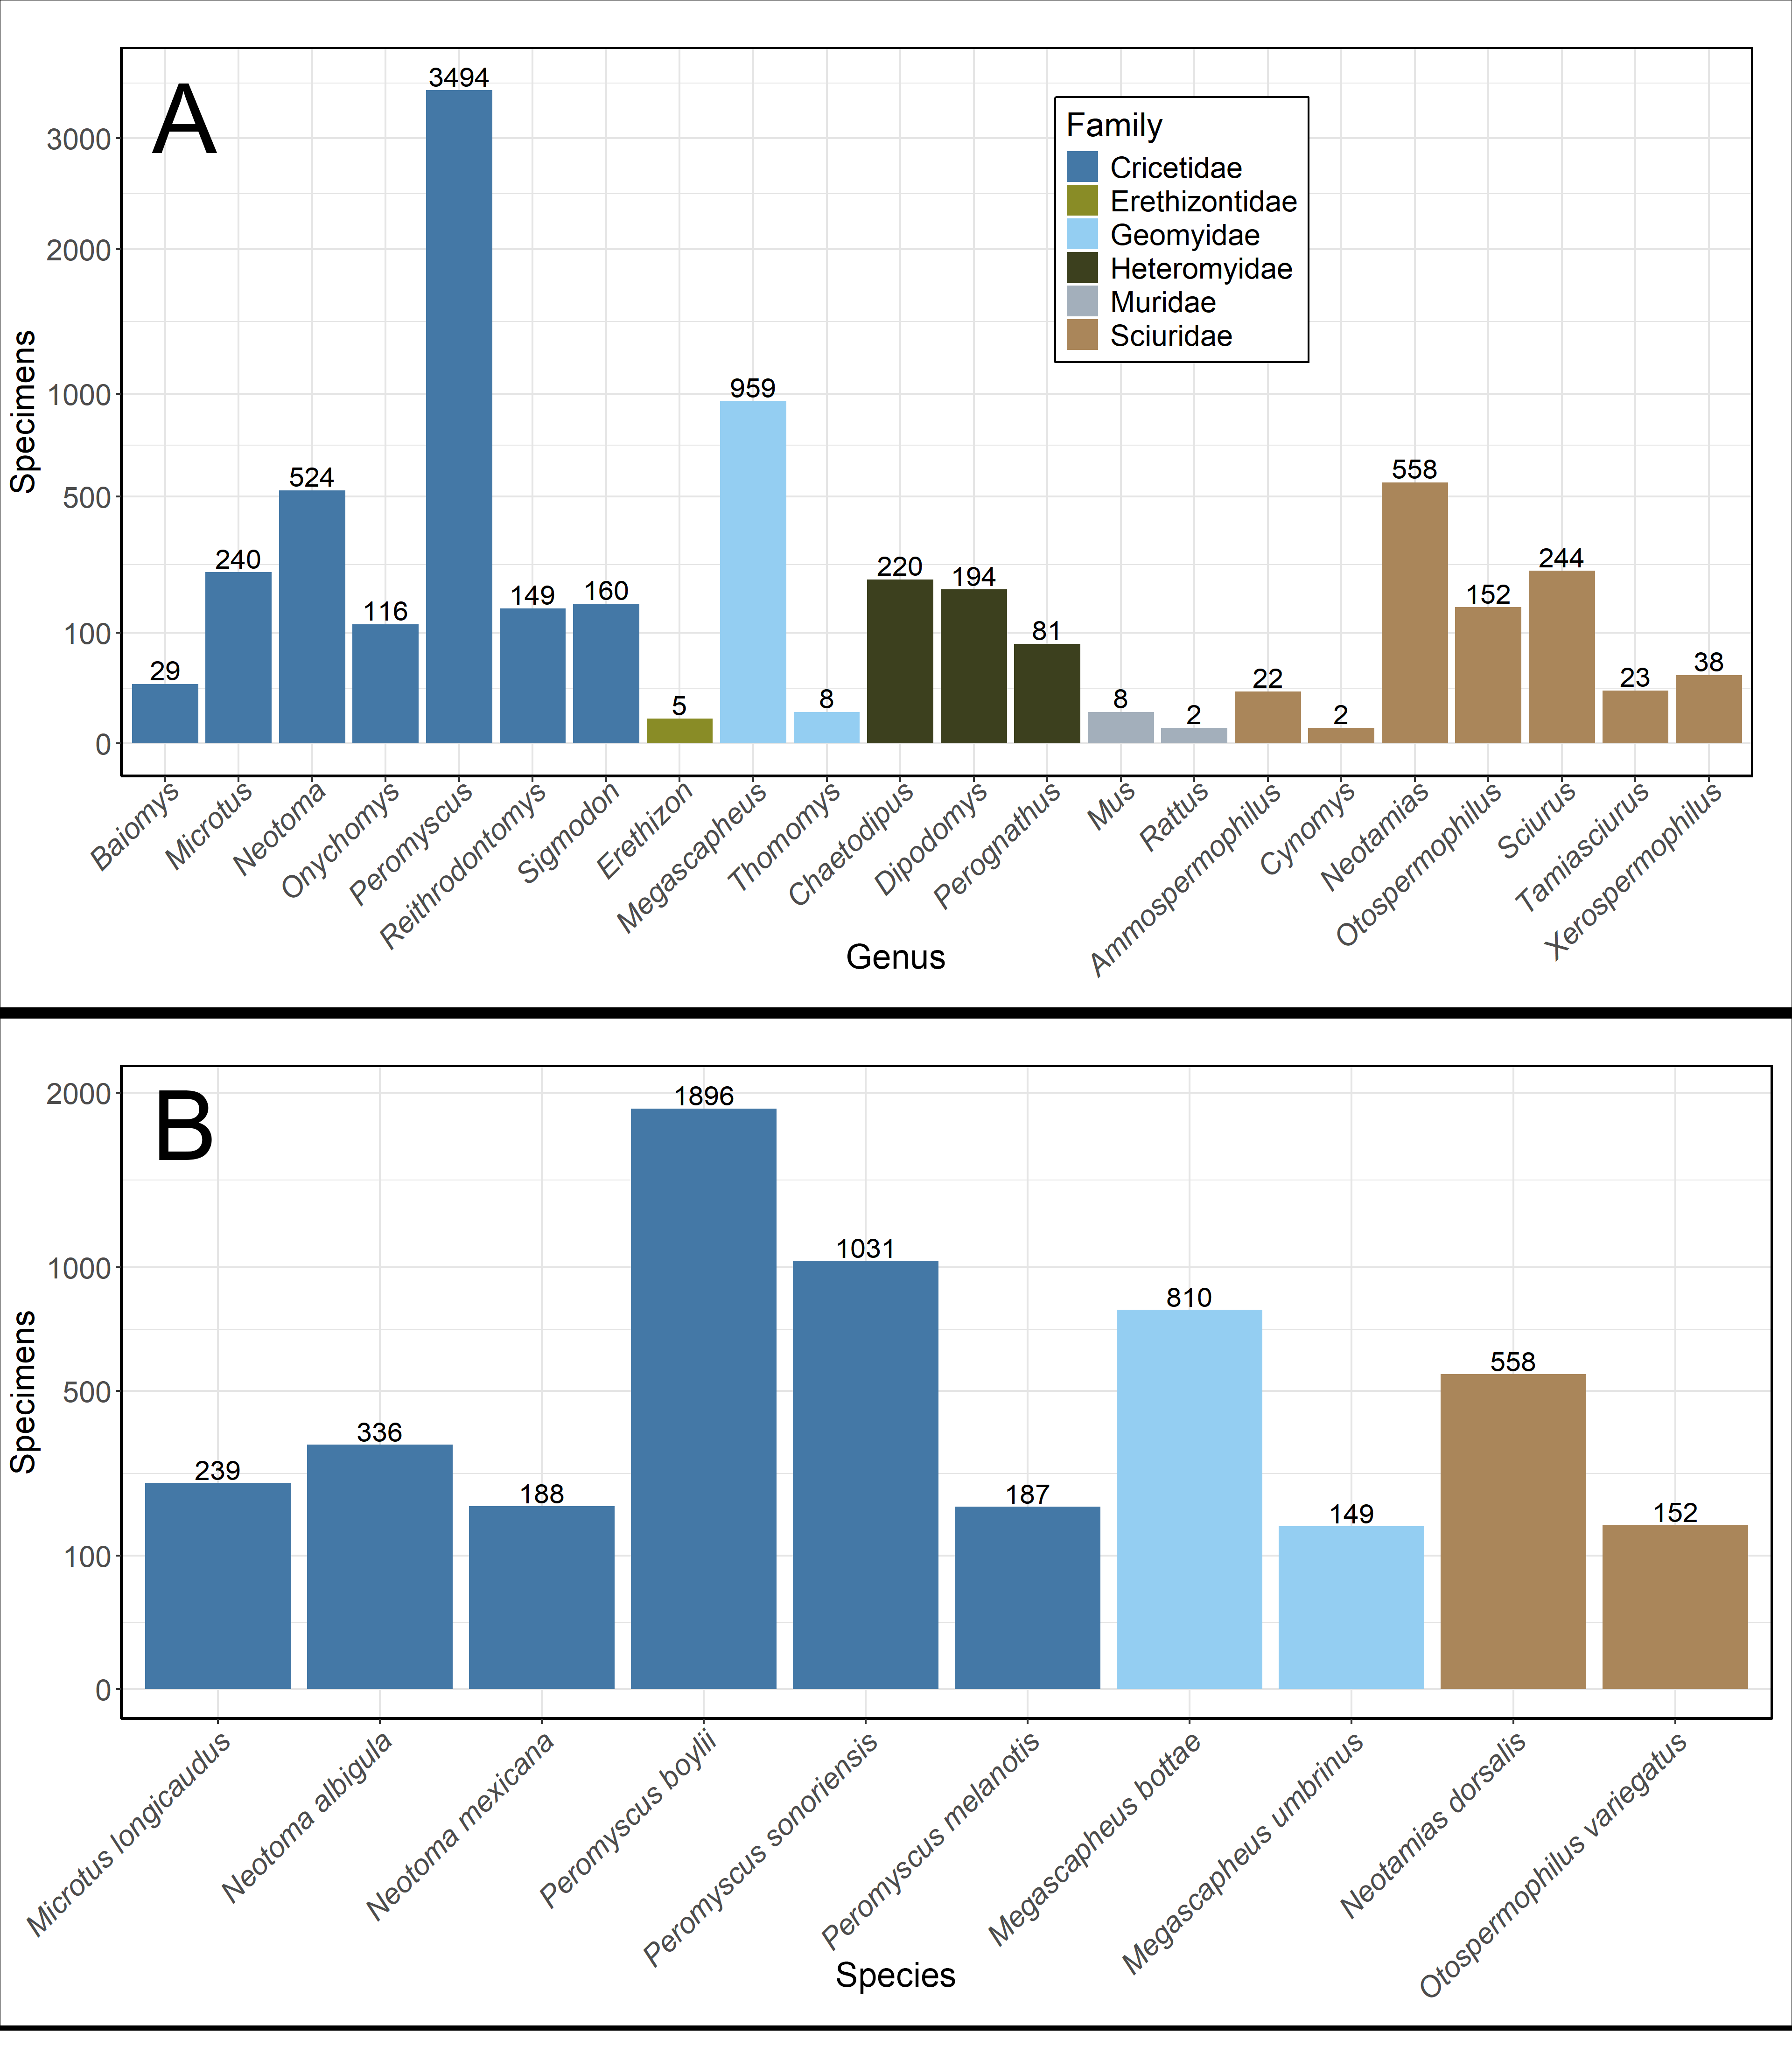 A
3494
959
524
558
240
116
149
160
29
5
8
220
194
81
8
2
22
2
152
244
23
38
Family
Cricetidae
Erethizontidae
Geomyidae
Heteromyidae
Muridae
Sciuridae
Specimens
3000
2000
1000
500
100
0
Baiomys
Microtus
Neotoma
Onychomys
Peromyscus
Reithrodontomys
Sigmodon
Erethizon
Megascapheus
Thomomys
Chaetodipus
Dipodomys
Perognathus
Mus
Rattus
Ammospermophilus
Cynomys
Neotamias
Otospermophilus
Sciurus
Tamiasciurus
Xerospermophilus
Genus
B
239
336
188
1896
1031
187
810
149
558
152
Specimens
2000
1000
500
100
0
Microtus longicaudus
Neotoma albigula
Neotoma mexicana
Peromyscus boylii
Peromyscus sonoriensis
Peromyscus melanotis
Megascapheus bottae
Megascapheus umbrinus
Neotamias dorsalis
Otospermophilus variegatus
Species